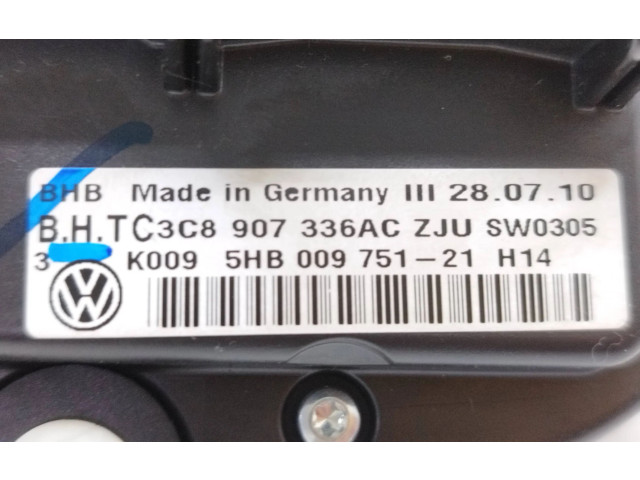 BHB Made in Germany III 28.07.10
B.H.TC3C8 907 336AC ZJU SW0305
3 K009 5HB 009 751-21 H14